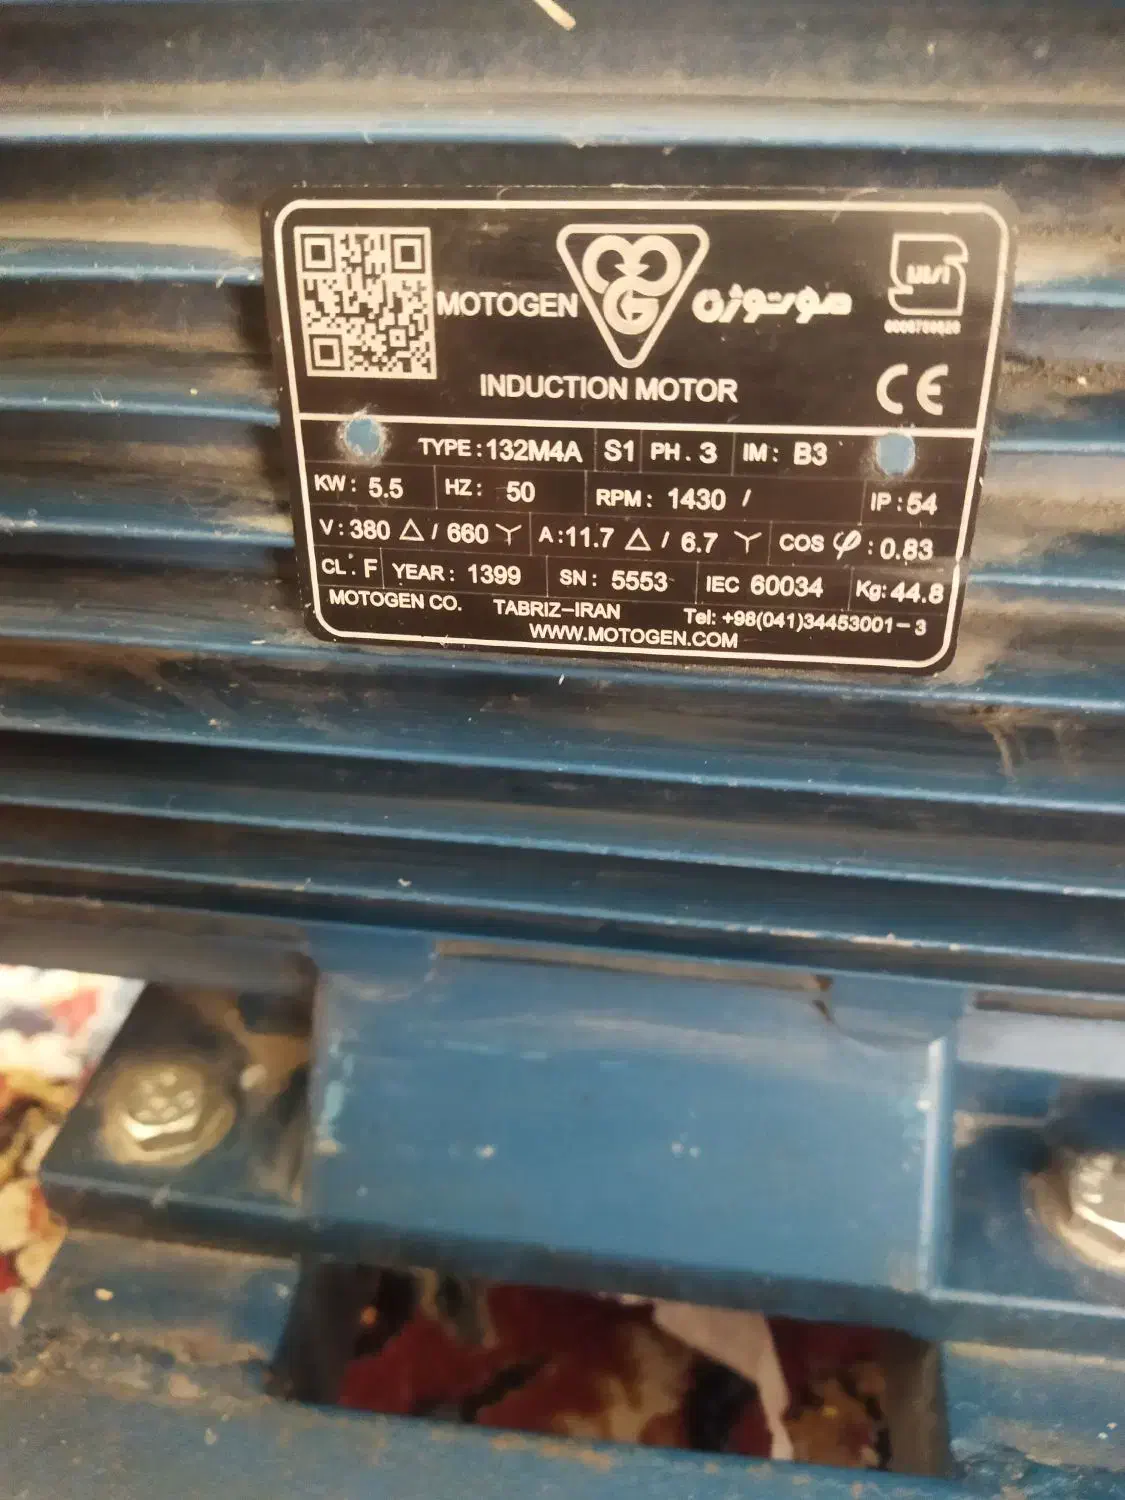 MOTOGEN
موتوژن
INDUCTION MOTOR
CE
TYPE: 132M4A S1 PH. 3 IM: B3
KW: 5.5 HZ: 50 RPM: 1430 / IP: 54
V: 380 △ / 660 Y A: 11.7 △ / 6.7 Y COS φ: 0.83
CL: F YEAR: 1399 SN: 5553 IEC 60034 Kg: 44.8
MOTOGEN CO. TABRIZ-IRAN Tel: +98(041)34453001-3
WWW.MOTOGEN.COM